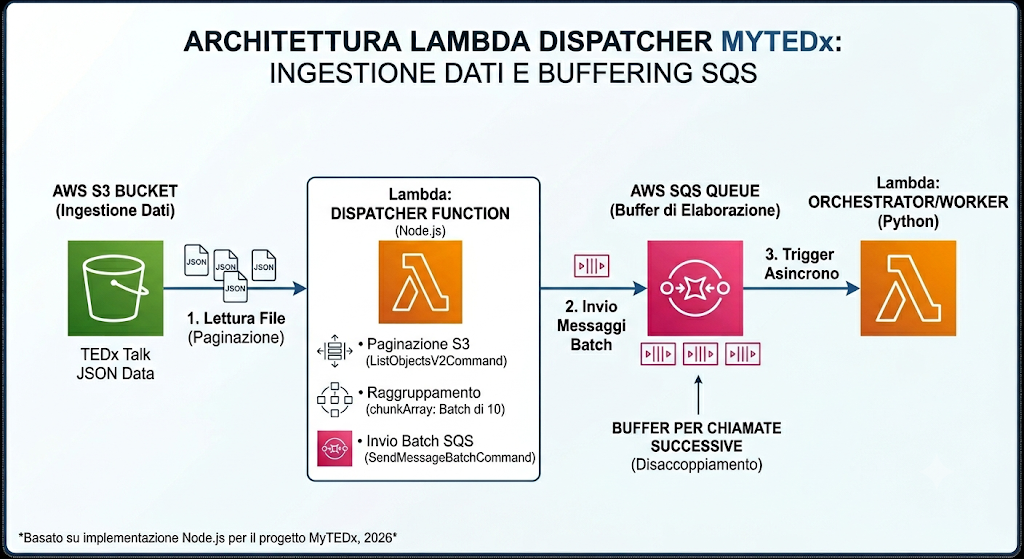 ARCHITETTURA LAMBDA DISPATCHER MYTEDx:
INGESTIONE DATI E BUFFERING SQS
AWS S3 BUCKET
(Ingestione Dati)
TEDx Talk
JSON Data
JSON
JSON
JSON
JSON
1. Lettura File
(Paginazione)
Lambda:
DISPATCHER FUNCTION
(Node.js)
• Paginazione S3
(ListObjectsV2Command)
• Raggruppamento
(chunkArray: Batch di 10)
• Invio Batch SQS
(SendMessageBatchCommand)
2. Invio
Messaggi
Batch
AWS SQS QUEUE
(Buffer di Elaborazione)
BUFFER PER CHIAMATE
SUCCESSIVE
(Disaccoppiamento)
3. Trigger
Asincrono
Lambda:
ORCHESTRATOR/WORKER
(Python)
*Basato su implementazione Node.js per il progetto MyTEDx, 2026*